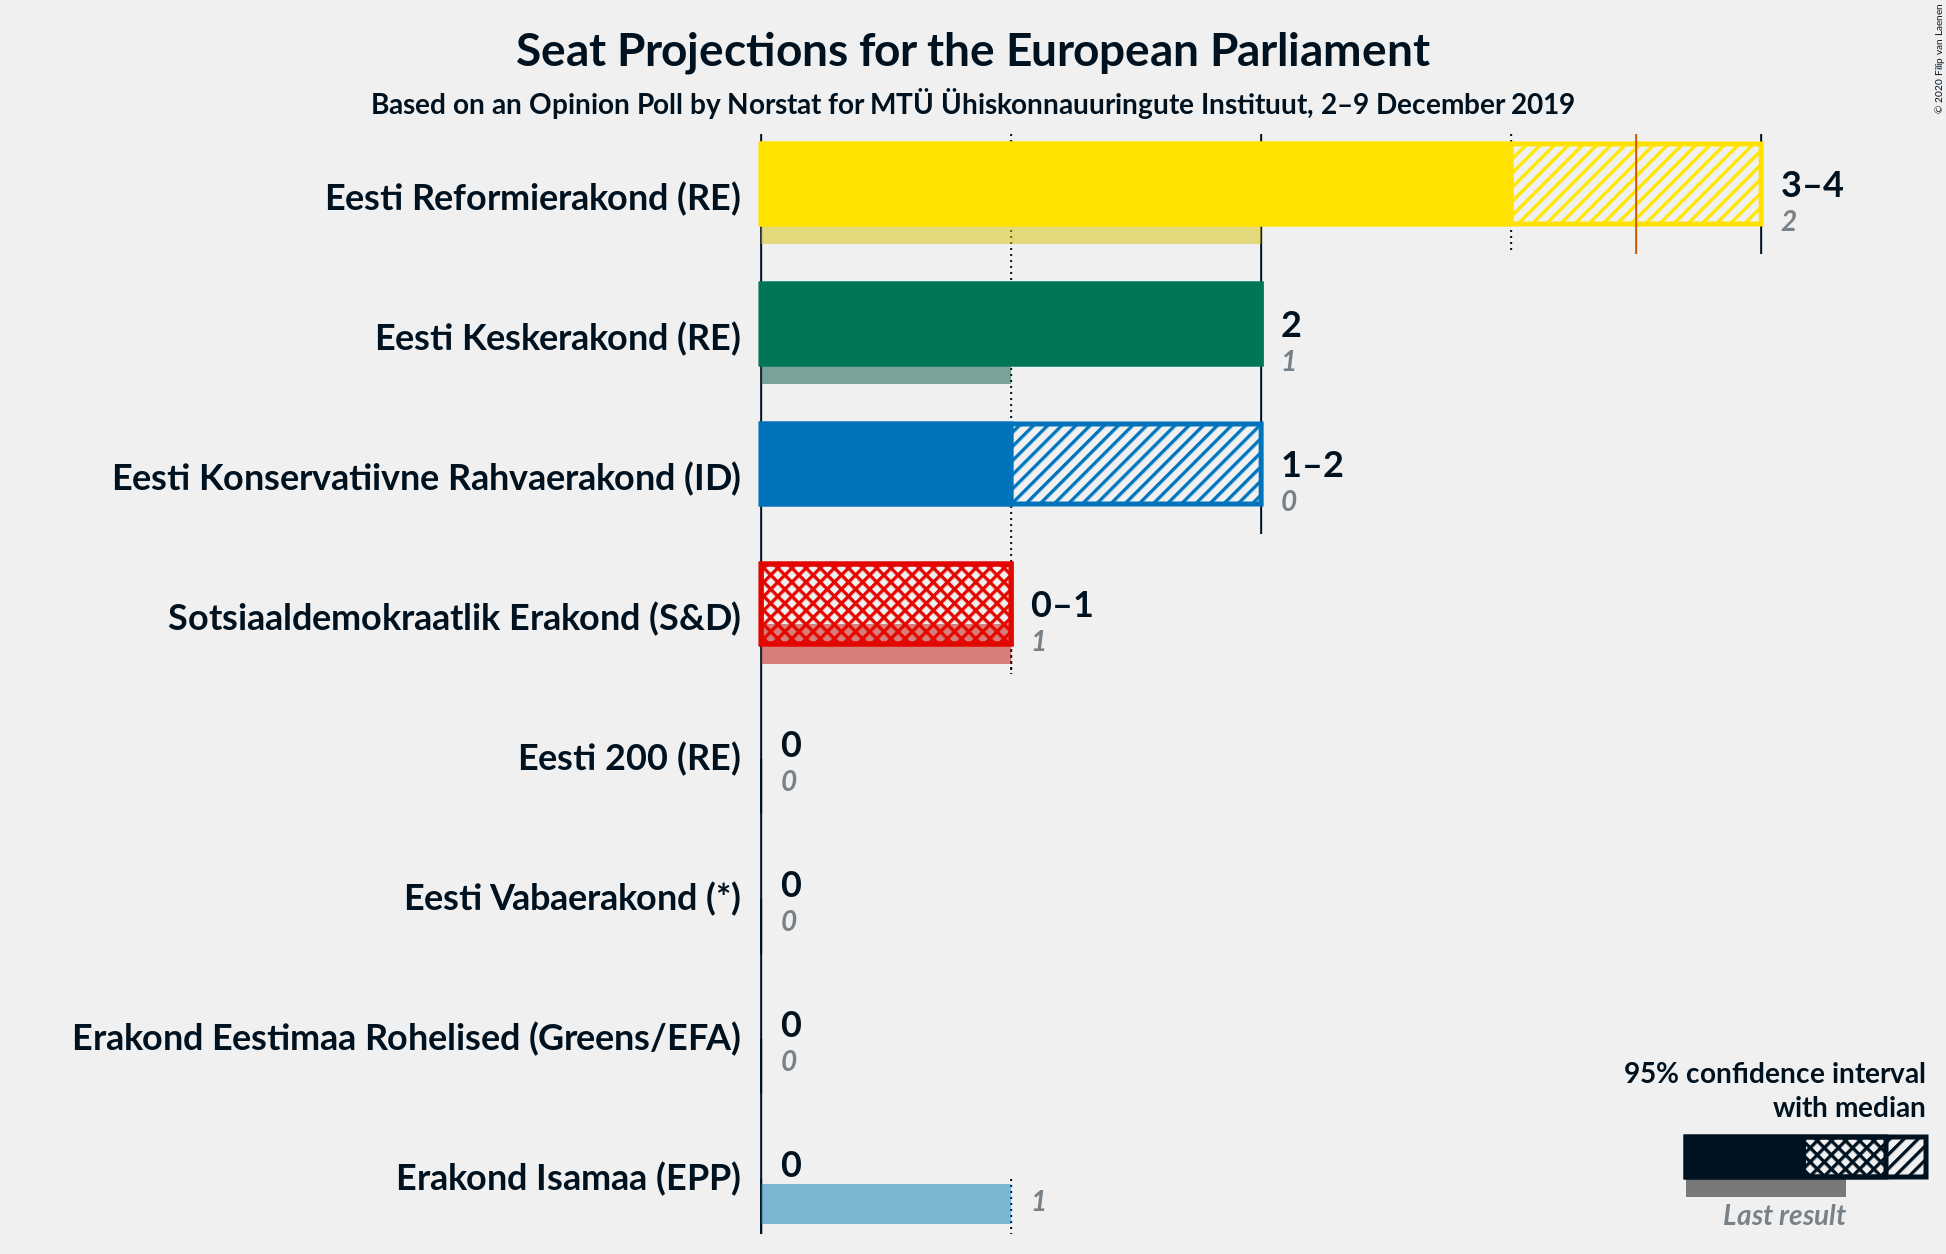 Seat Projections for the European Parliament
Based on an Opinion Poll by Norstat for MTÜ Ühiskonnauuringute Instituut, 2–9 December 2019
© 2020 Filip van Laenen
Eesti Reformierakond (RE)
3–4
2
Eesti Keskerakond (RE)
2
1
Eesti Konservatiivne Rahvaerakond (ID)
1–2
0
Sotsiaaldemokraatlik Erakond (S&D)
0–1
1
Eesti 200 (RE)
0
0
Eesti Vabaerakond (*)
0
0
Erakond Eestimaa Rohelised (Greens/EFA)
0
0
Erakond Isamaa (EPP)
0
1
95% confidence interval
with median
Last result